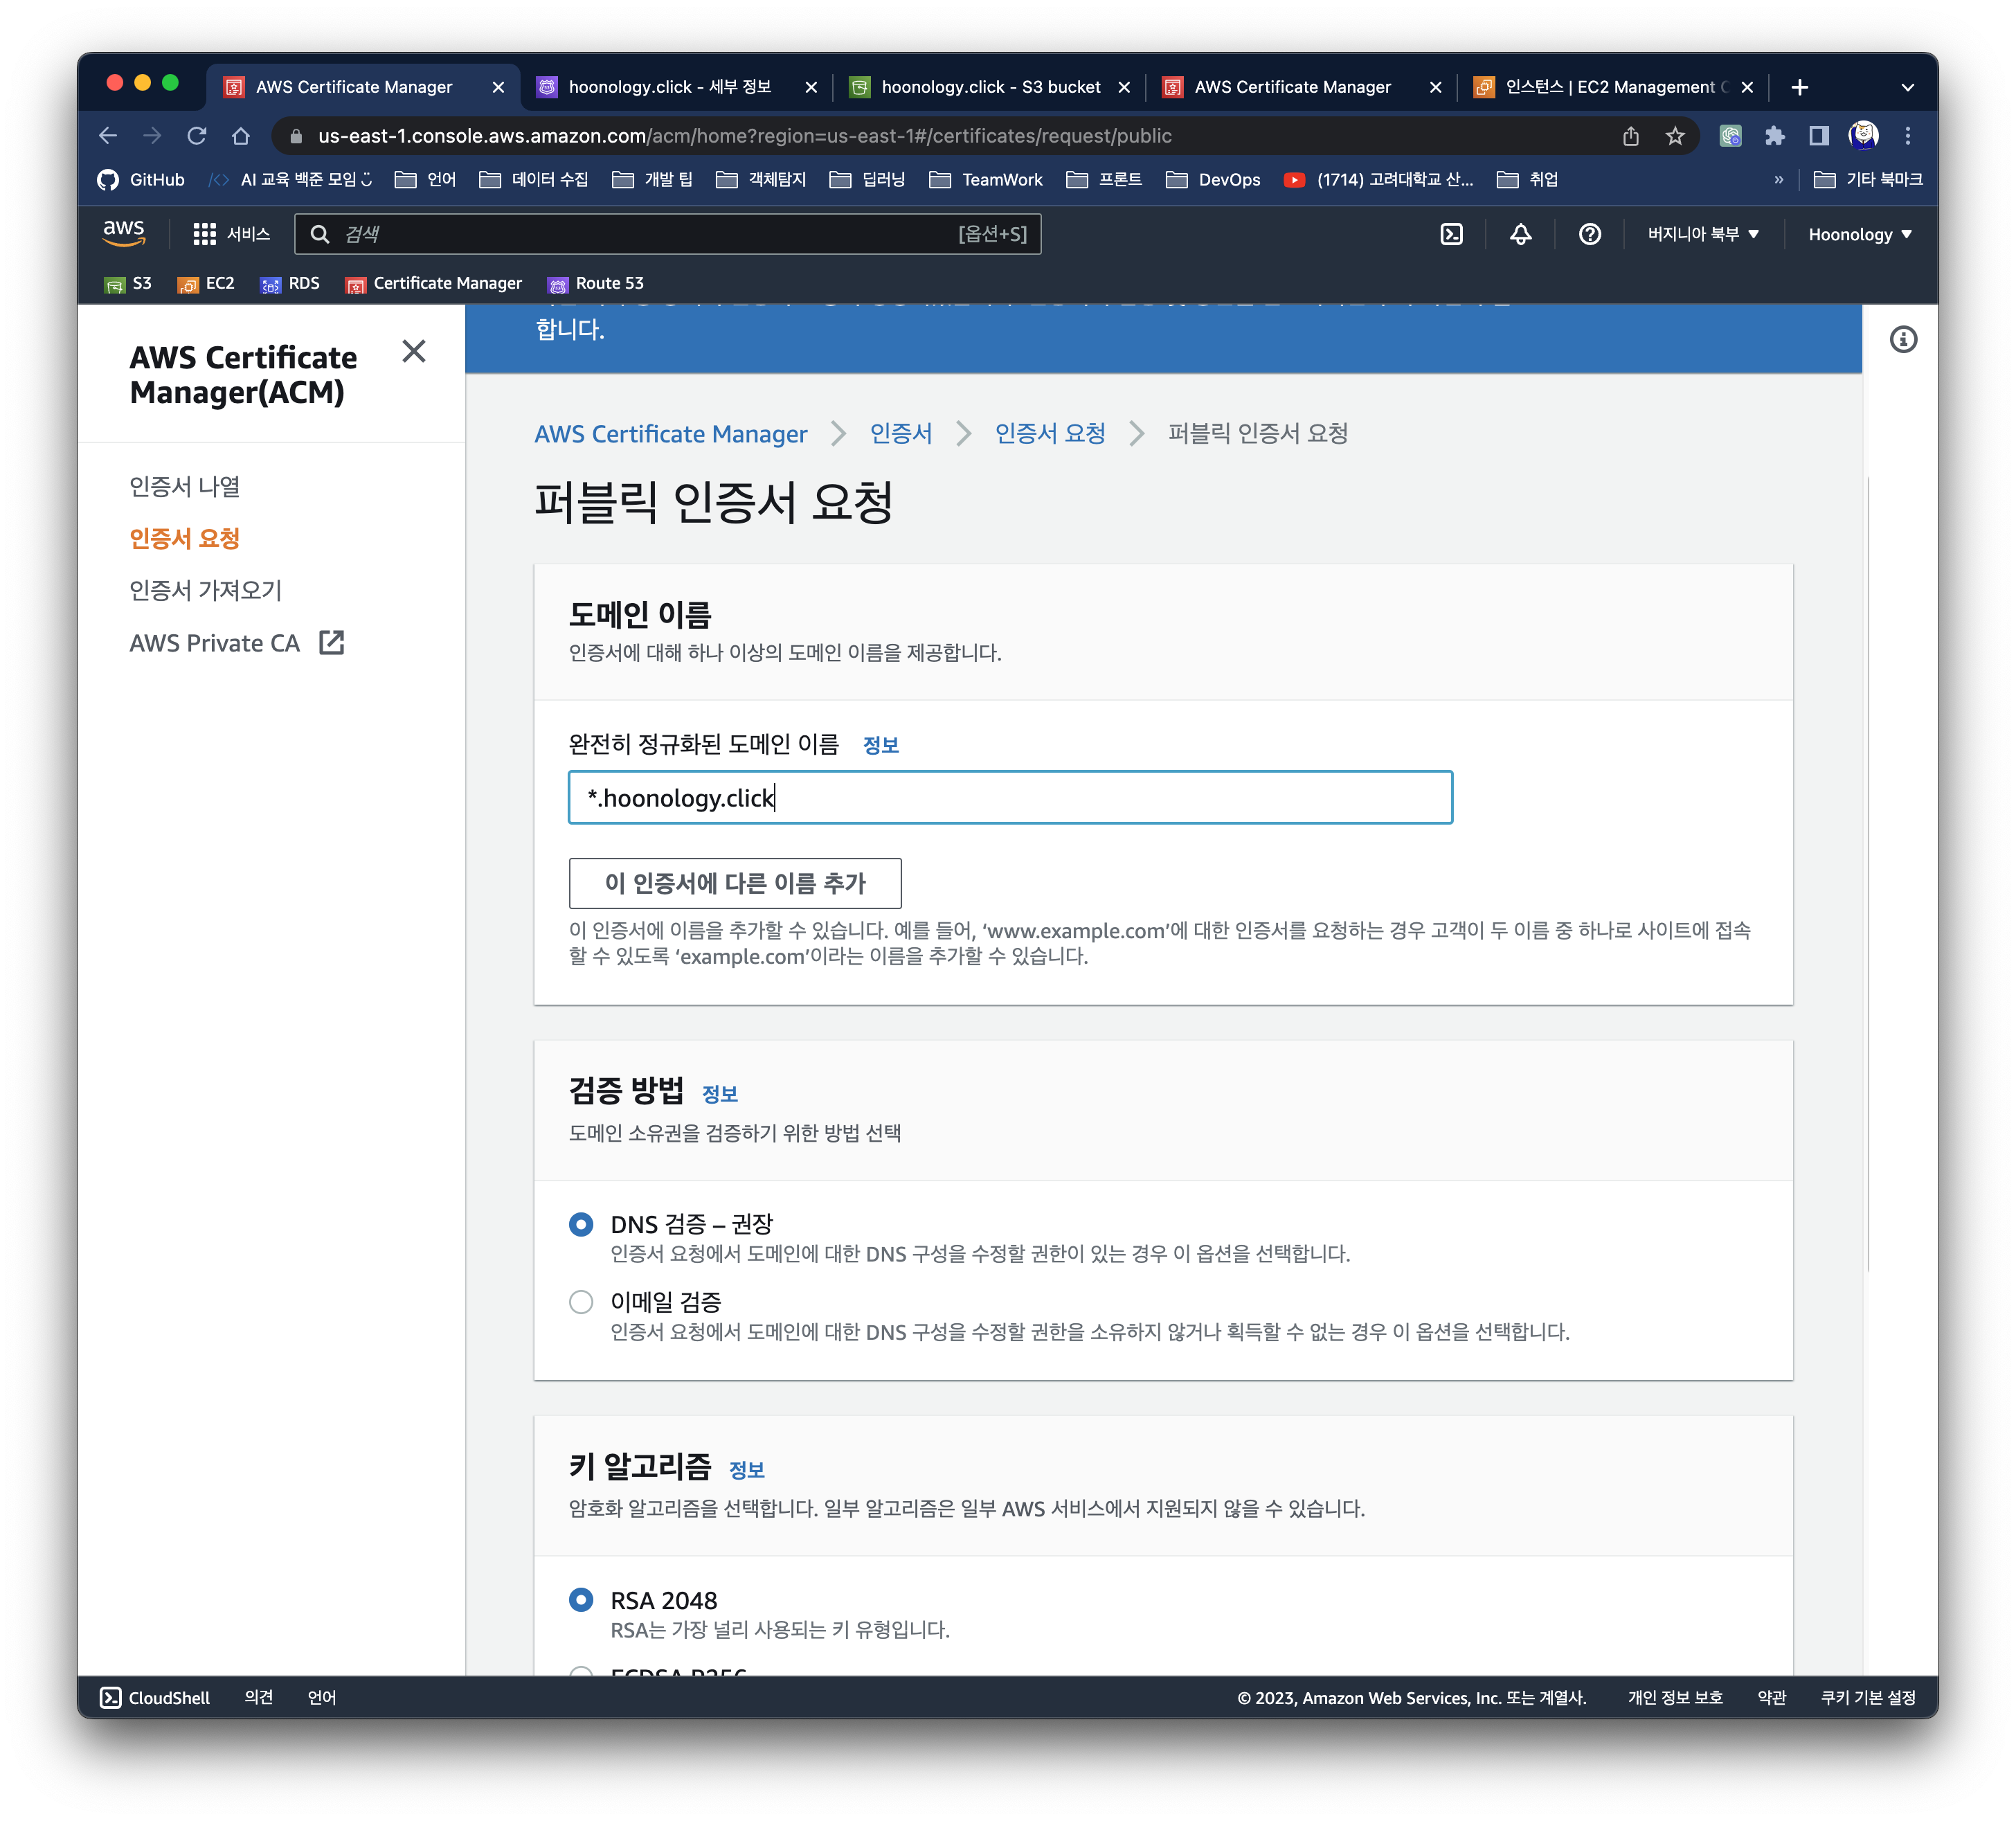 AWS Certificate Manager
hoonology.click - 세부 정보
hoonology.click - S3 bucket
AWS Certificate Manager
인스턴스 | EC2 Management
us-east-1.console.aws.amazon.com/acm/home?region=us-east-1#/certificates/request/public
GitHub
AI 교육 백준 모임
언어
데이터 수집
개발 팁
객체탐지
딥러닝
TeamWork
프론트
DevOps
(1714) 고려대학교 산...
취업
»
기타 북마크
aws
서비스
검색
[옵션+S]
버지니아 북부
Hoonology
S3
EC2
RDS
Certificate Manager
Route 53
AWS Certificate
Manager(ACM)
인증서 나열
인증서 요청
인증서 가져오기
AWS Private CA
합니다.
AWS Certificate Manager
인증서
인증서 요청
퍼블릭 인증서 요청
퍼블릭 인증서 요청
도메인 이름
인증서에 대해 하나 이상의 도메인 이름을 제공합니다.
완전히 정규화된 도메인 이름 정보
*.hoonology.click
이 인증서에 다른 이름 추가
이 인증서에 이름을 추가할 수 있습니다. 예를 들어, ‘www.example.com’에 대한 인증서를 요청하는 경우 고객이 두 이름 중 하나로 사이트에 접속
할 수 있도록 ‘example.com’이라는 이름을 추가할 수 있습니다.
검증 방법 정보
도메인 소유권을 검증하기 위한 방법 선택
DNS 검증 – 권장
인증서 요청에서 도메인에 대한 DNS 구성을 수정할 권한이 있는 경우 이 옵션을 선택합니다.
이메일 검증
인증서 요청에서 도메인에 대한 DNS 구성을 수정할 권한을 소유하지 않거나 획득할 수 없는 경우 이 옵션을 선택합니다.
키 알고리즘 정보
암호화 알고리즘을 선택합니다. 일부 알고리즘은 일부 AWS 서비스에서 지원되지 않을 수 있습니다.
RSA 2048
RSA는 가장 널리 사용되는 키 유형입니다.
ECDSA P256
CloudShell
의견
언어
© 2023, Amazon Web Services, Inc. 또는 계열사.
개인 정보 보호
약관
쿠키 기본 설정